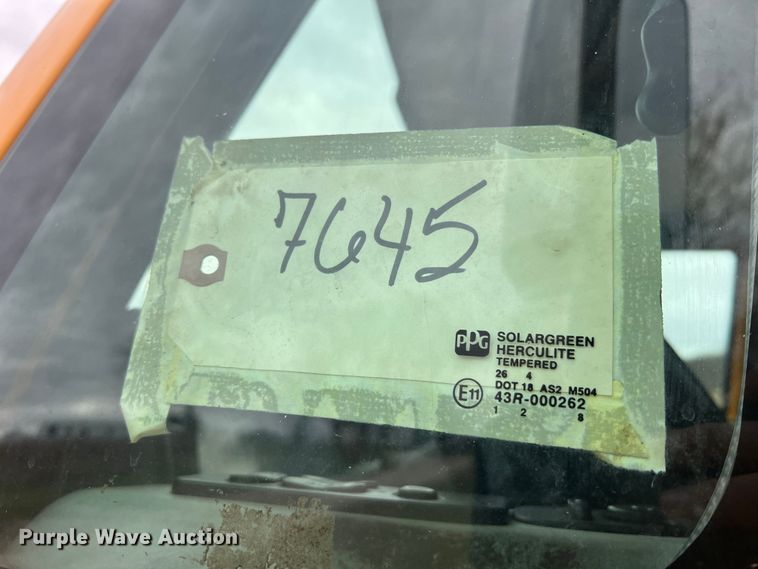 7645
PPG SOLARGREEN
HERCULITE
TEMPERED
26 4
DOT 18 AS2 M504
E11 43R-000262
1 2 8
Purple Wave Auction